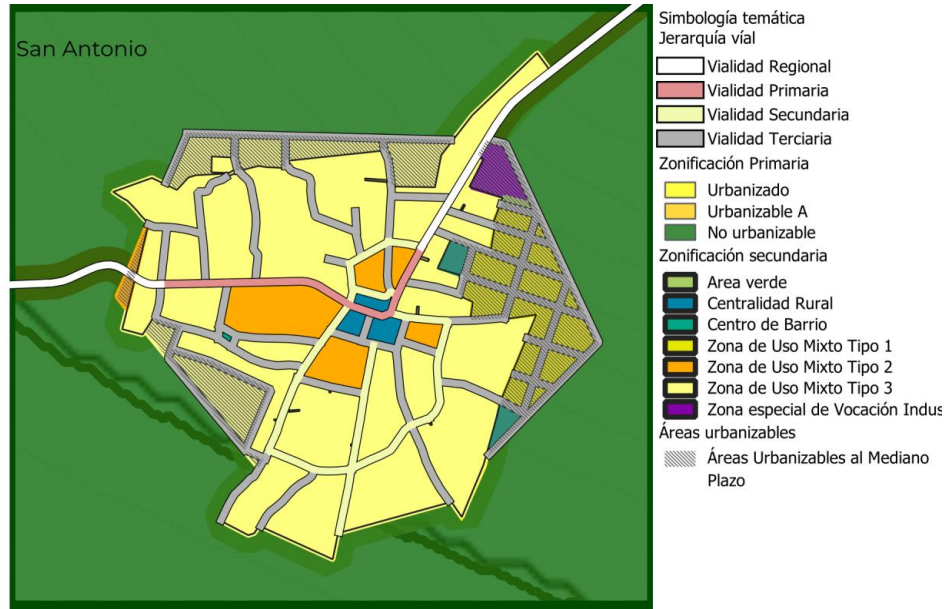 San Antonio
Simbología temática
Jerarquía víal
Vialidad Regional
Vialidad Primaria
Vialidad Secundaria
Vialidad Terciaria
Zonificación Primaria
Urbanizado
Urbanizable A
No urbanizable
Zonificación secundaria
Area verde
Centralidad Rural
Centro de Barrio
Zona de Uso Mixto Tipo 1
Zona de Uso Mixto Tipo 2
Zona de Uso Mixto Tipo 3
Zona especial de Vocación Indus
Áreas urbanizables
Áreas Urbanizables al Mediano
Plazo